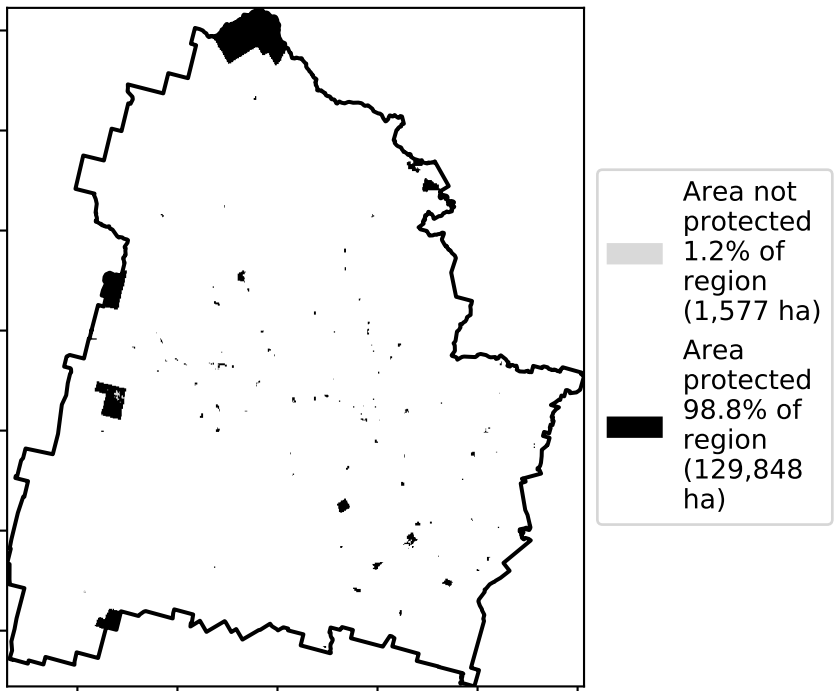 Area not
protected
1.2% of
region
(1,577 ha)
Area
protected
98.8% of
region
(129,848
ha)